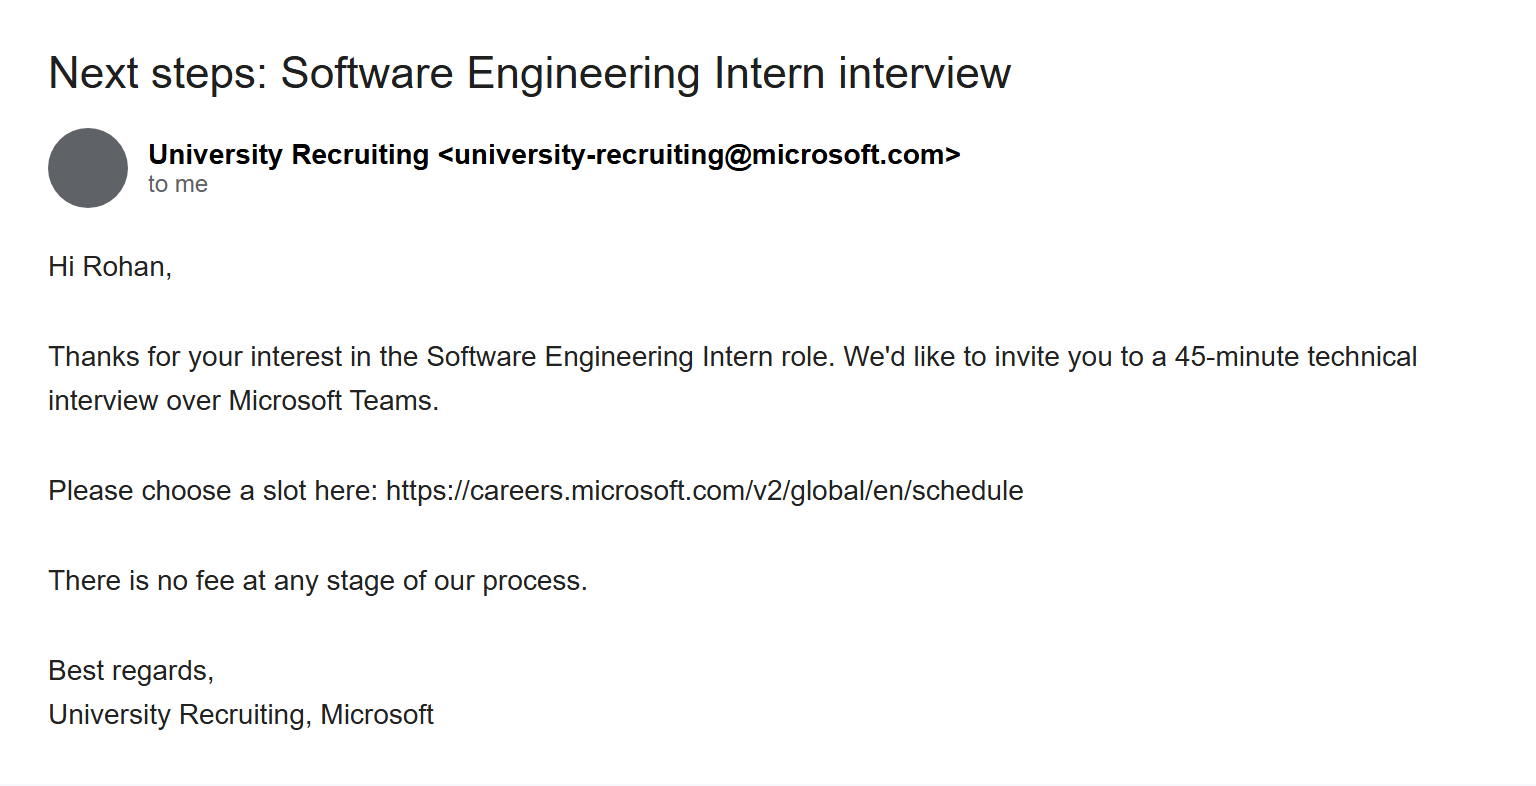 Next steps: Software Engineering Intern interview
University Recruiting <university-recruiting@microsoft.com>
to me
Hi Rohan,
Thanks for your interest in the Software Engineering Intern role. We'd like to invite you to a 45-minute technical
interview over Microsoft Teams.
Please choose a slot here: https://careers.microsoft.com/v2/global/en/schedule
There is no fee at any stage of our process.
Best regards,
University Recruiting, Microsoft